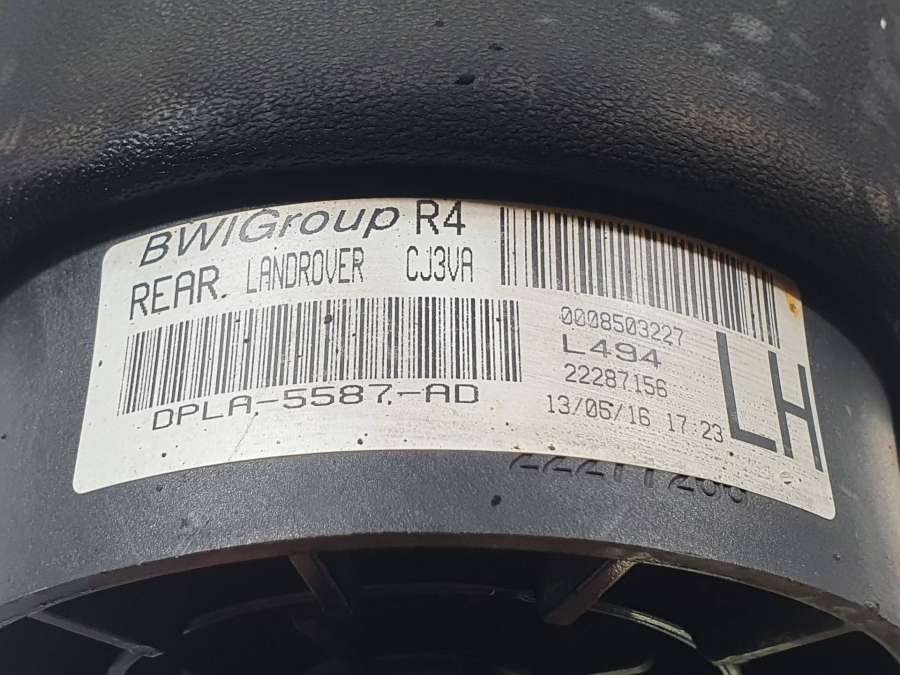 BWIGroup R4
REAR. LANDROVER CJ3VA
DPLA-5587-AD
0008503227
L494
22287156
13/05/16 17:23
LH